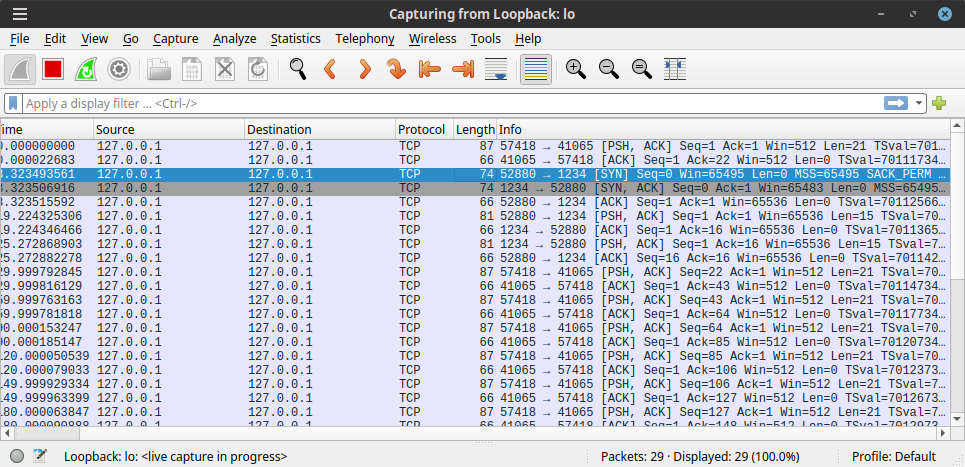 Capturing from Loopback: lo
File Edit View Go Capture Analyze Statistics Telephony Wireless Tools Help
Apply a display filter ... <Ctrl-/>
ime Source Destination Protocol Length Info
0.000000000 127.0.0.1 127.0.0.1 TCP 87 57418 → 41065 [PSH, ACK] Seq=1 Ack=1 Win=512 Len=21 TSval=701…
0.000022683 127.0.0.1 127.0.0.1 TCP 66 41065 → 57418 [ACK] Seq=1 Ack=22 Win=512 Len=0 TSval=70111734…
.323493561 127.0.0.1 127.0.0.1 TCP 74 52880 → 1234 [SYN] Seq=0 Win=65495 Len=0 MSS=65495 SACK_PERM …
.323506916 127.0.0.1 127.0.0.1 TCP 74 1234 → 52880 [SYN, ACK] Seq=0 Ack=1 Win=65483 Len=0 MSS=65495…
.323515592 127.0.0.1 127.0.0.1 TCP 66 52880 → 1234 [ACK] Seq=1 Ack=1 Win=65536 Len=0 TSval=70112566…
9.224325306 127.0.0.1 127.0.0.1 TCP 81 52880 → 1234 [PSH, ACK] Seq=1 Ack=1 Win=65536 Len=15 TSval=7…
9.224346466 127.0.0.1 127.0.0.1 TCP 66 1234 → 52880 [ACK] Seq=1 Ack=16 Win=65536 Len=0 TSval=7011365…
25.272868903 127.0.0.1 127.0.0.1 TCP 81 1234 → 52880 [PSH, ACK] Seq=1 Ack=16 Win=65536 Len=15 TSval=7…
25.272882278 127.0.0.1 127.0.0.1 TCP 66 52880 → 1234 [ACK] Seq=16 Ack=16 Win=65536 Len=0 TSval=701142…
29.999792845 127.0.0.1 127.0.0.1 TCP 87 57418 → 41065 [PSH, ACK] Seq=22 Ack=1 Win=512 Len=21 TSval=70…
29.999816129 127.0.0.1 127.0.0.1 TCP 66 41065 → 57418 [ACK] Seq=1 Ack=43 Win=512 Len=0 TSval=70114734…
59.999763163 127.0.0.1 127.0.0.1 TCP 87 57418 → 41065 [PSH, ACK] Seq=43 Ack=1 Win=512 Len=21 TSval=70…
59.999781818 127.0.0.1 127.0.0.1 TCP 66 41065 → 57418 [ACK] Seq=1 Ack=64 Win=512 Len=0 TSval=70117734…
90.000153247 127.0.0.1 127.0.0.1 TCP 87 57418 → 41065 [PSH, ACK] Seq=64 Ack=1 Win=512 Len=21 TSval=70…
90.000185147 127.0.0.1 127.0.0.1 TCP 66 41065 → 57418 [ACK] Seq=1 Ack=85 Win=512 Len=0 TSval=70120734…
120.000050539 127.0.0.1 127.0.0.1 TCP 87 57418 → 41065 [PSH, ACK] Seq=85 Ack=1 Win=512 Len=21 TSval=70…
120.000079033 127.0.0.1 127.0.0.1 TCP 66 41065 → 57418 [ACK] Seq=1 Ack=106 Win=512 Len=0 TSval=7012373…
149.999929334 127.0.0.1 127.0.0.1 TCP 87 57418 → 41065 [PSH, ACK] Seq=106 Ack=1 Win=512 Len=21 TSval=7…
149.999963399 127.0.0.1 127.0.0.1 TCP 66 41065 → 57418 [ACK] Seq=1 Ack=127 Win=512 Len=0 TSval=7012673…
180.000063847 127.0.0.1 127.0.0.1 TCP 87 57418 → 41065 [PSH, ACK] Seq=127 Ack=1 Win=512 Len=21 TSval=7…
180.000090888 127.0.0.1 127.0.0.1 TCP 66 41065 → 57418 [ACK] Seq=1 Ack=148 Win=512 Len=0 TSval=7012973…
Loopback: lo: <live capture in progress> Packets: 29 · Displayed: 29 (100.0%) Profile: Default